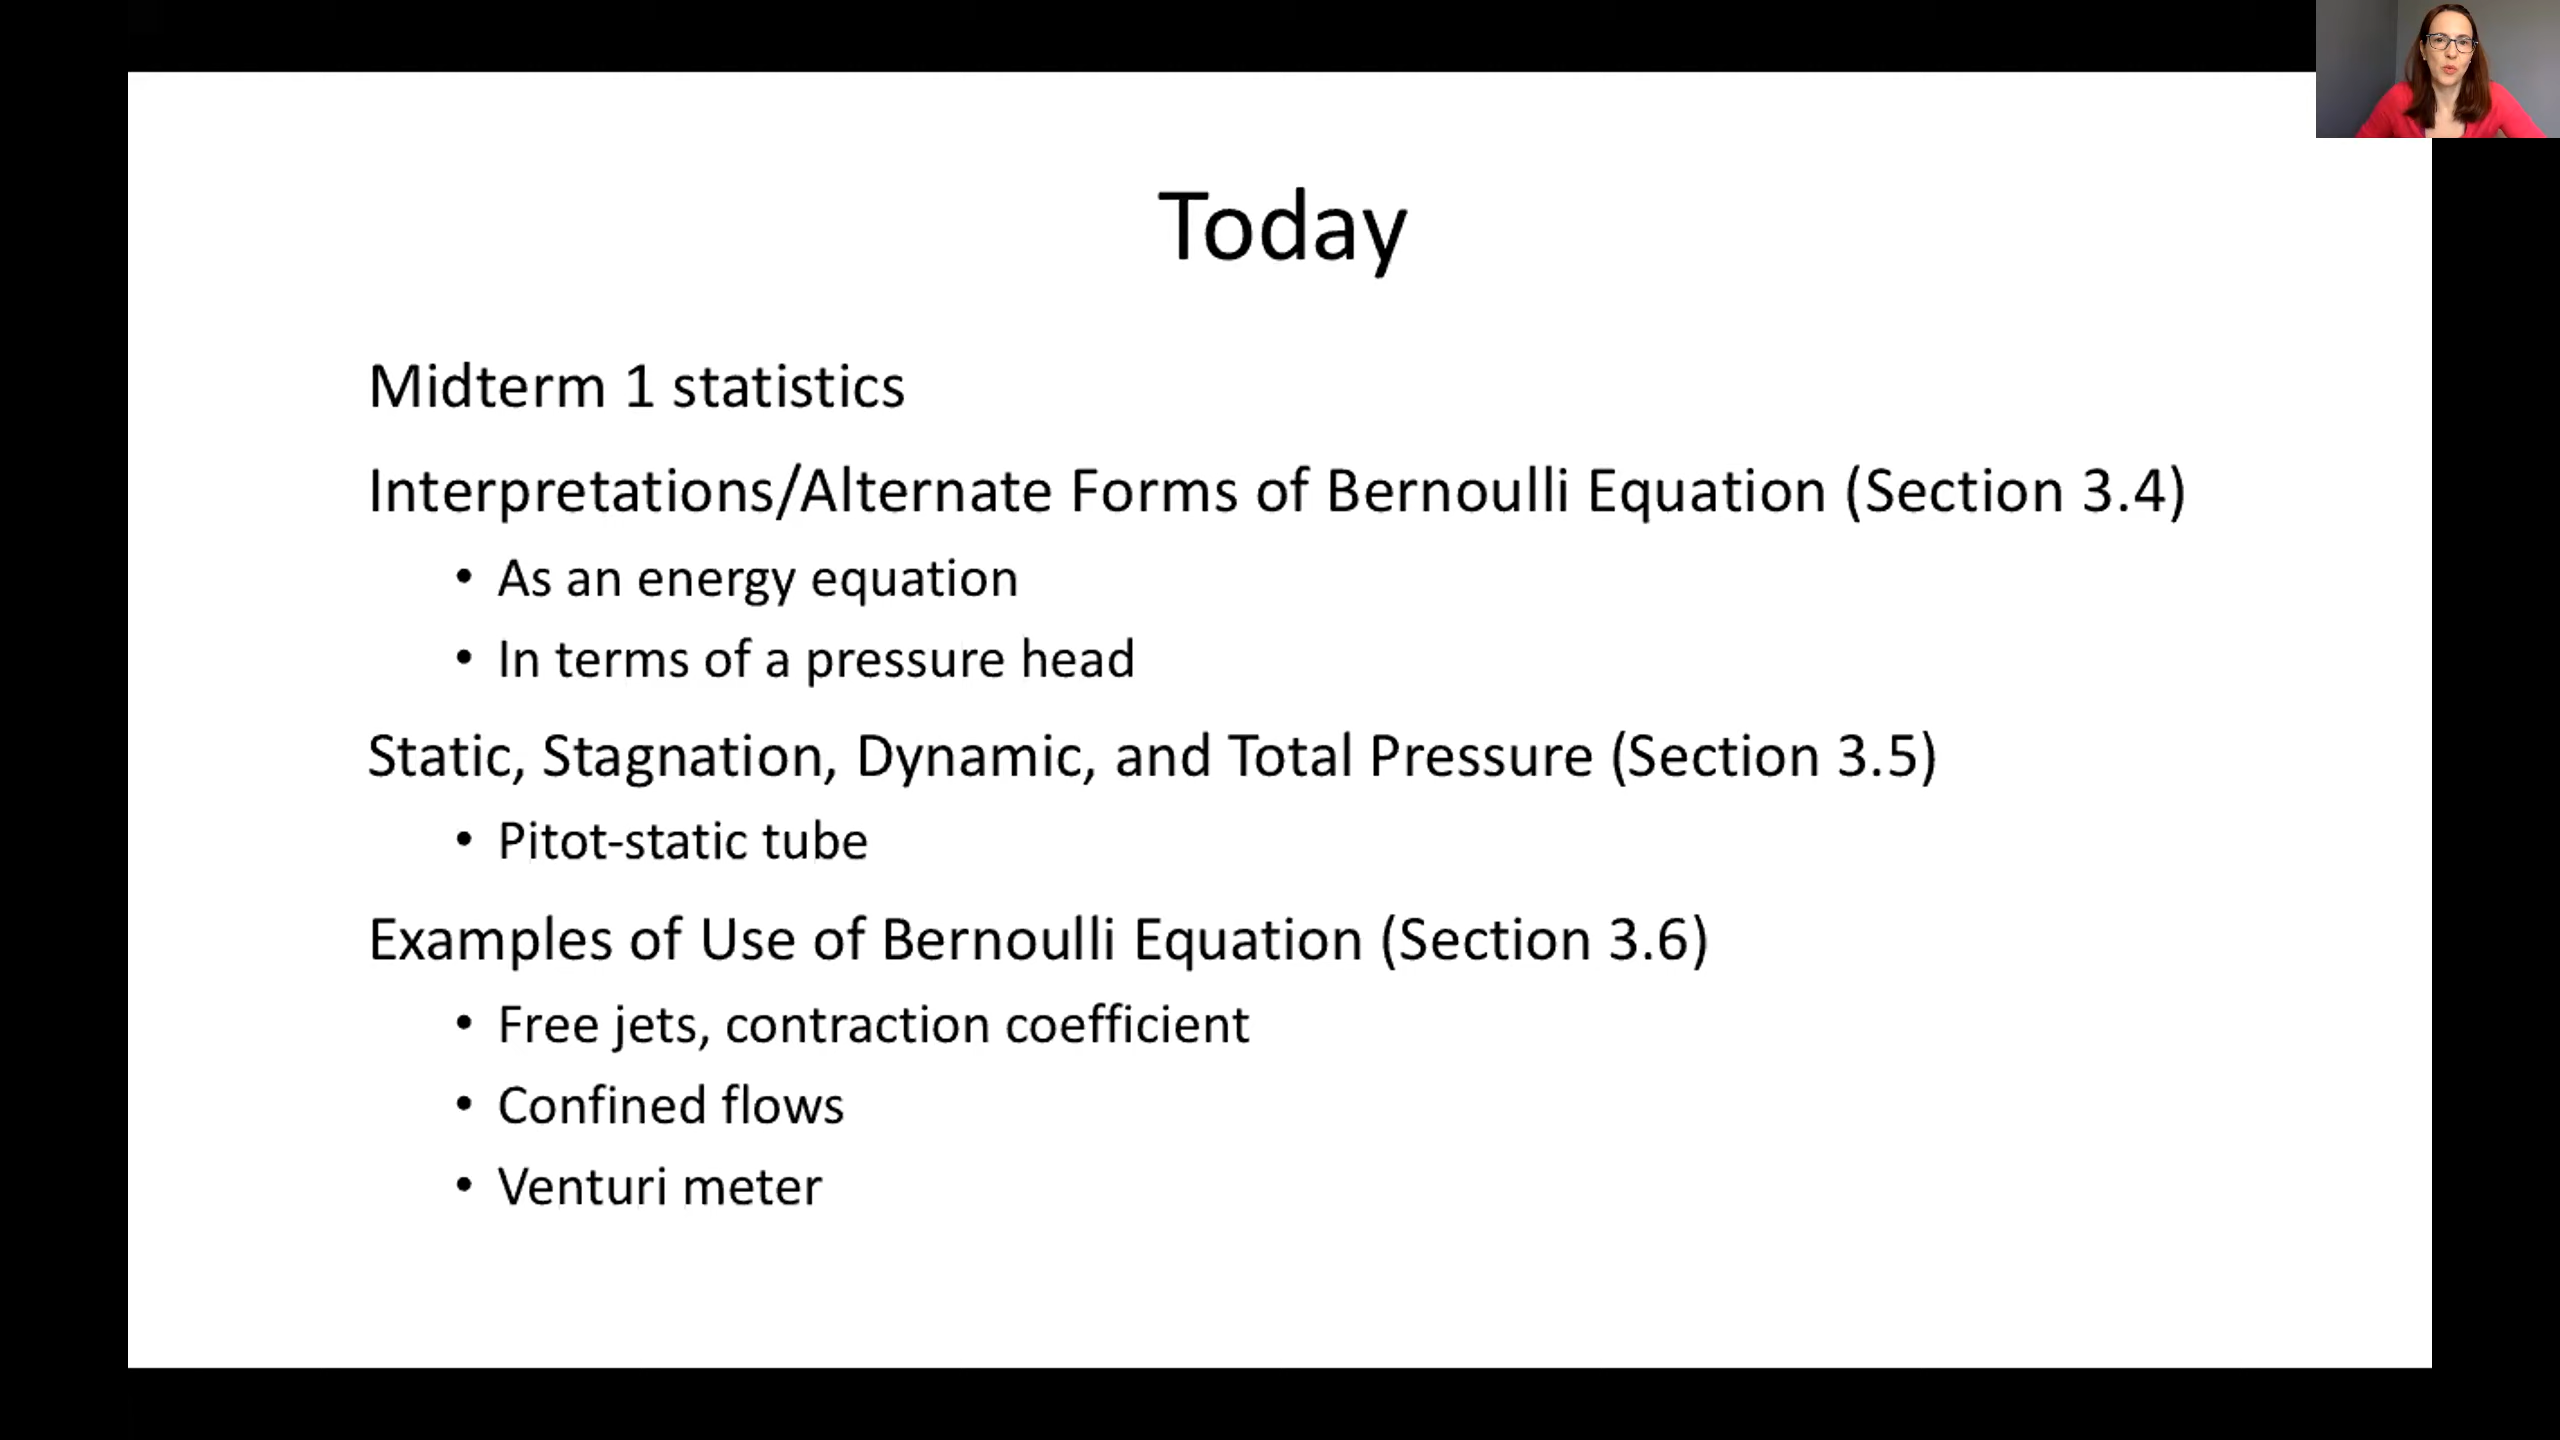 Today
Midterm 1 statistics
Interpretations/Alternate Forms of Bernoulli Equation (Section 3.4)
• As an energy equation
• In terms of a pressure head
Static, Stagnation, Dynamic, and Total Pressure (Section 3.5)
• Pitot-static tube
Examples of Use of Bernoulli Equation (Section 3.6)
• Free jets, contraction coefficient
• Confined flows
• Venturi meter